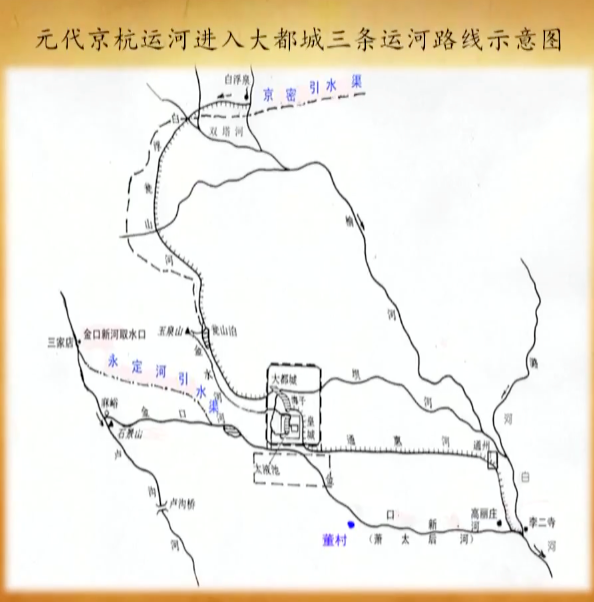 元代京杭运河进入大都城三条运河路线示意图
白浮泉
京密引水渠
双塔河
白浮瓮山河
榆河
潞河
玉泉山
瓮山泊
金口新河取水口
三家店
永定河引水渠
金水河
大都城
坝河
皇城
麻峪
金口河
石景山
通惠河
通州
太液池
卢沟河
卢沟桥
白河
金口新河
(萧太后河)
高丽庄
李二寺
董村